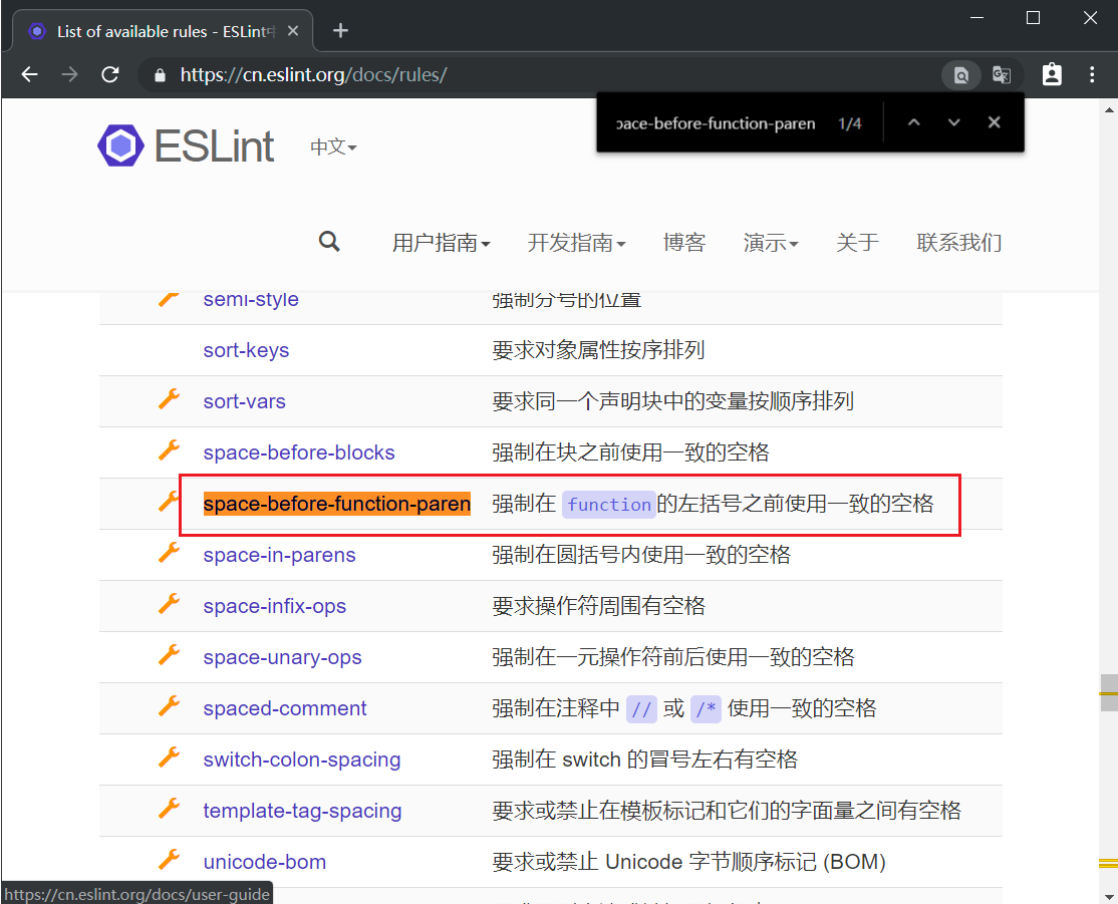 List of available rules - ESLint中
https://cn.eslint.org/docs/rules/
pace-before-function-paren 1/4
ESLint 中文
用户指南 开发指南 博客 演示 关于 联系我们
semi-style 强制分号的位置
sort-keys 要求对象属性按序排列
sort-vars 要求同一个声明块中的变量按顺序排列
space-before-blocks 强制在块之前使用一致的空格
space-before-function-paren 强制在 function的左括号之前使用一致的空格
space-in-parens 强制在圆括号内使用一致的空格
space-infix-ops 要求操作符周围有空格
space-unary-ops 强制在一元操作符前后使用一致的空格
spaced-comment 强制在注释中 // 或 /* 使用一致的空格
switch-colon-spacing 强制在 switch 的冒号左右有空格
template-tag-spacing 要求或禁止在模板标记和它们的字面量之间有空格
unicode-bom 要求或禁止 Unicode 字节顺序标记 (BOM)
https://cn.eslint.org/docs/user-guide